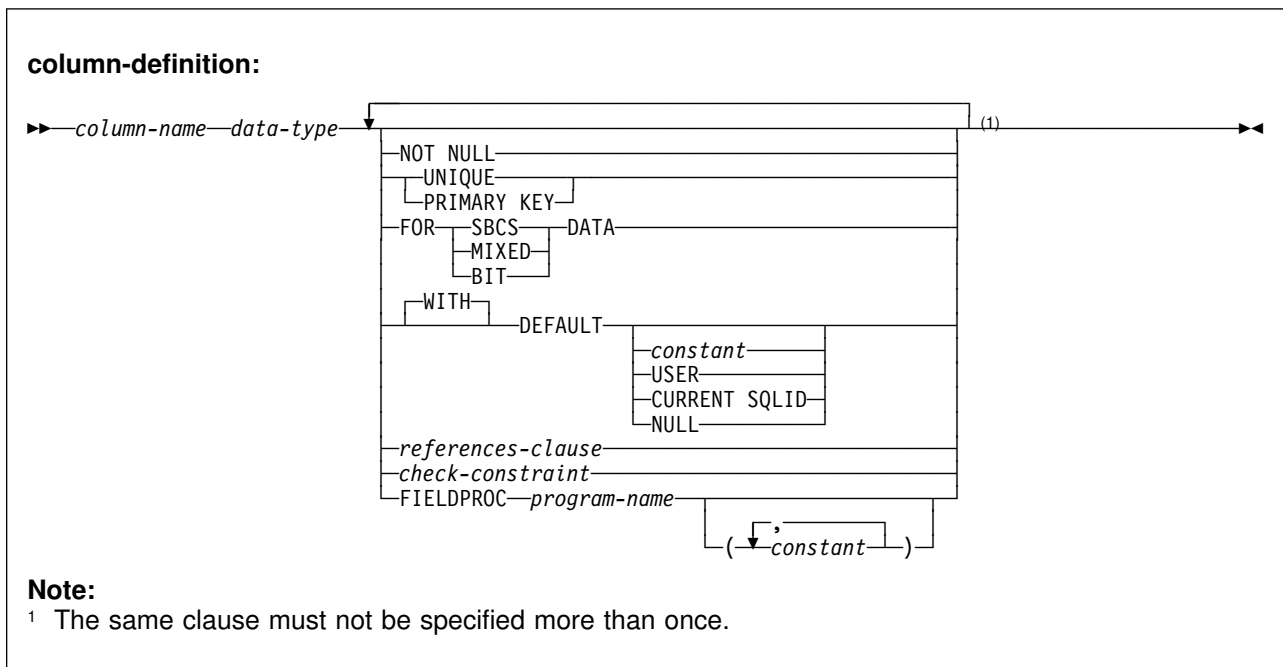 column-definition:
column-name data-type (1)
NOT NULL
UNIQUE
PRIMARY KEY
FOR SBCS DATA
MIXED
BIT
WITH
DEFAULT
constant
USER
CURRENT SQLID
NULL
references-clause
check-constraint
FIELDPROC program-name
,
( constant )
Note:
1 The same clause must not be specified more than once.